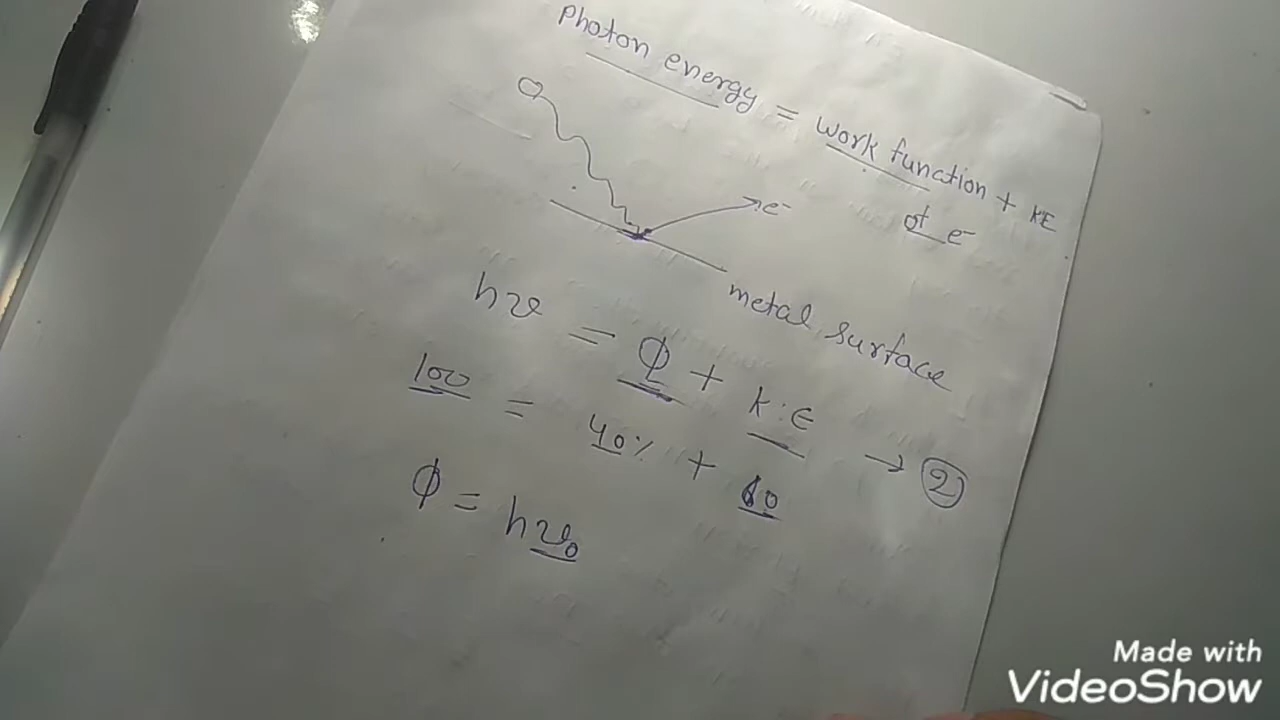 Photon energy = work function + KE
of e-
e-
metal surface
hν = ϕ + k.E → 2
100 = 40% + 60
ϕ = hν₀
Made with
VideoShow